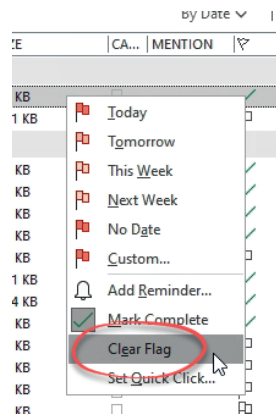 By Date
ZE CA... MENTION
KB
1 KB
KB
KB
KB
KB
KB
1 KB
4 KB
KB
KB
KB
KB
Today
Tomorrow
This Week
Next Week
No Date
Custom...
Add Reminder...
Mark Complete
Clear Flag
Set Quick Click...